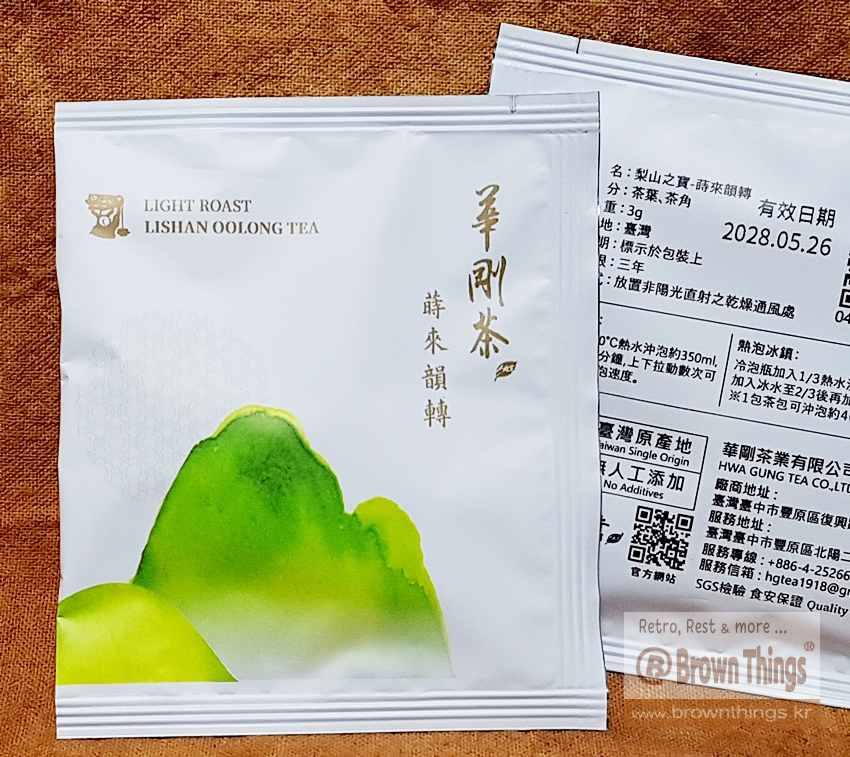 LIGHT ROAST
LISHAN OOLONG TEA
華剛茶
蒔來韻轉
名：梨山之寶-蒔來韻轉
分：茶葉、茶角
重：3g
地：臺灣
期：標示於包裝上
限：三年
放置非陽光直射之乾燥通風處
有效日期
2028.05.26
04
0°C熱水沖泡約350ml,
分鐘,上下拉動數次可
泡速度。
熱泡冰鎮：
冷泡瓶加入1/3熱水
加入冰水至2/3後再加
※1包茶包可沖泡約4
臺灣原產地
Taiwan Single Origin
無人工添加
No Additives
官方網站
華剛茶業有限公司
HWA GUNG TEA CO.,LTD
廠商地址：
臺灣臺中市豐原區復興路
服務地址：
臺灣臺中市豐原區北陽二
服務專線：+886-4-25266
服務信箱：hgtea1918@gm
SGS檢驗 食安保證 Quality
Retro, Rest & more ...
® Brown Things®
www.brownthings.kr